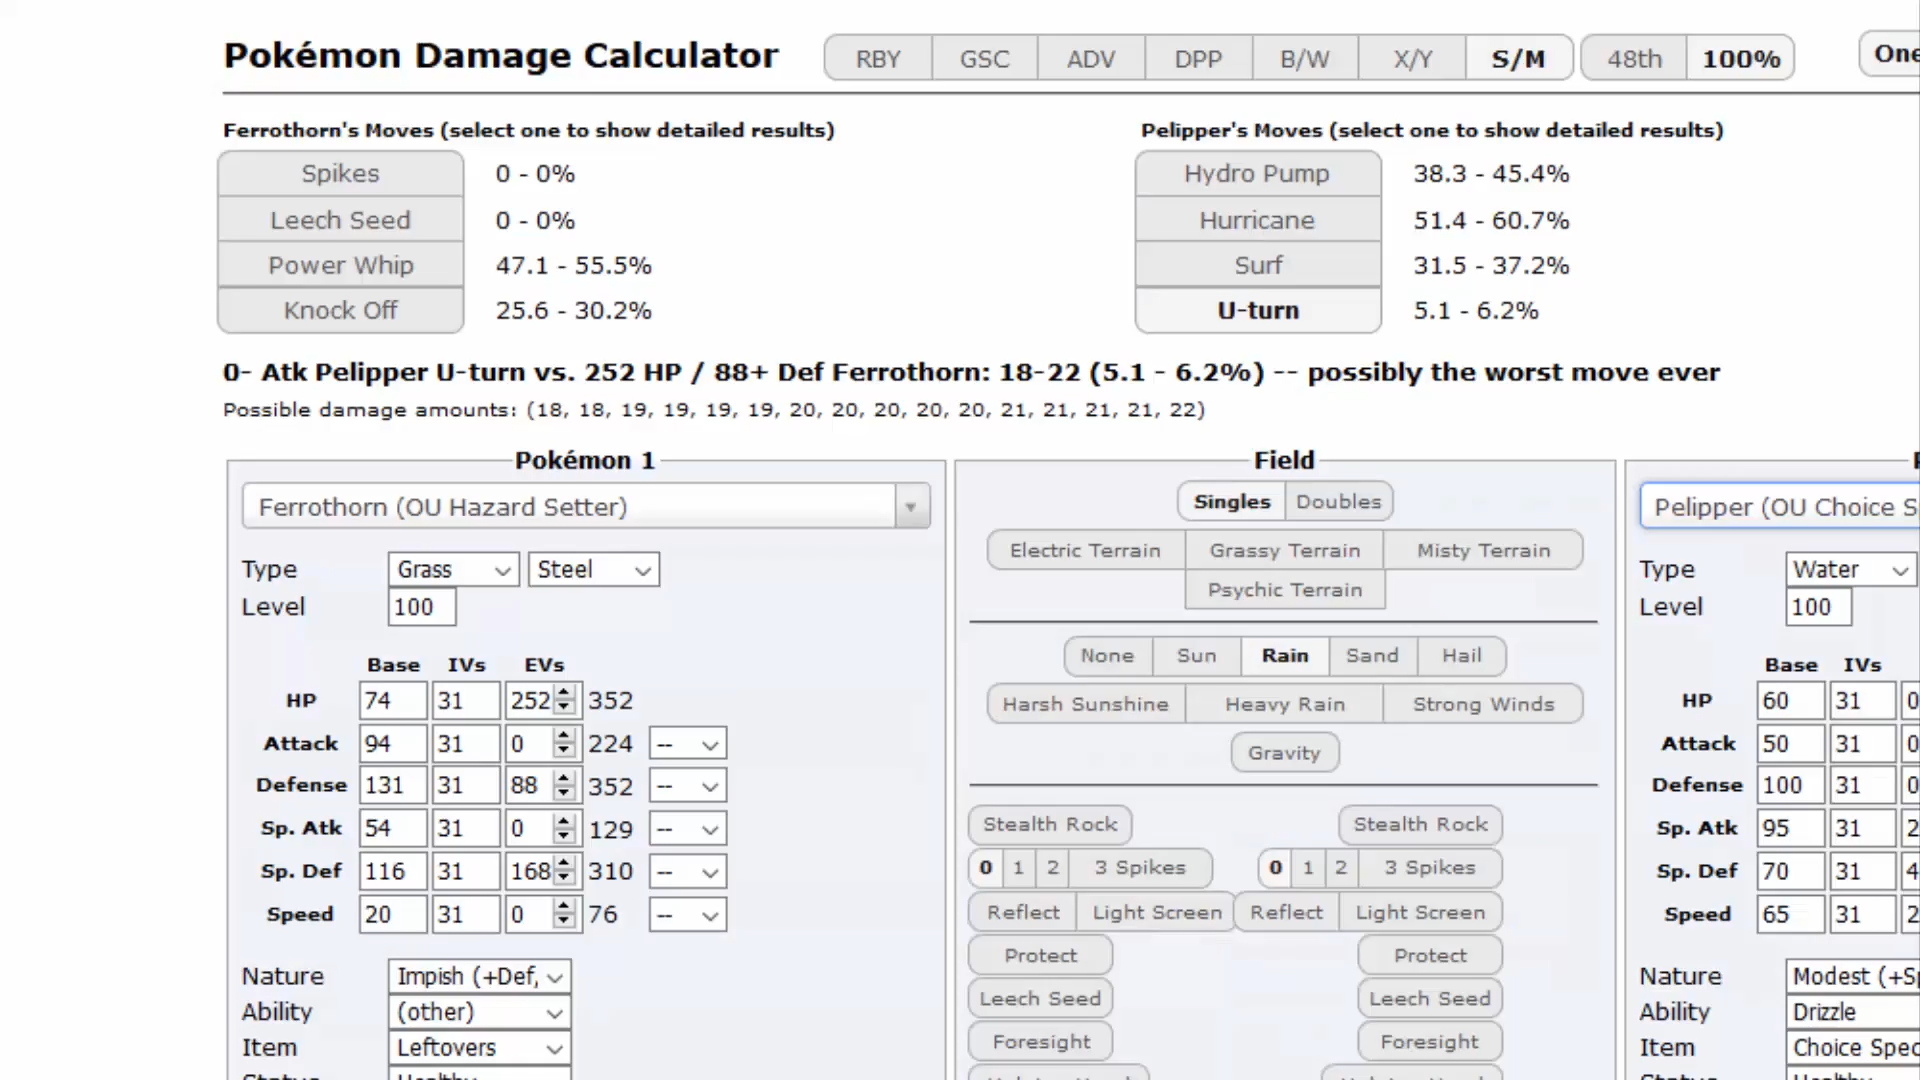 Pokémon Damage Calculator RBY GSC ADV DPP B/W X/Y S/M 48th 100% One
Ferrothorn's Moves (select one to show detailed results)
Spikes 0 - 0%
Leech Seed 0 - 0%
Power Whip 47.1 - 55.5%
Knock Off 25.6 - 30.2%
Pelipper's Moves (select one to show detailed results)
Hydro Pump 38.3 - 45.4%
Hurricane 51.4 - 60.7%
Surf 31.5 - 37.2%
U-turn 5.1 - 6.2%
0- Atk Pelipper U-turn vs. 252 HP / 88+ Def Ferrothorn: 18-22 (5.1 - 6.2%) -- possibly the worst move ever
Possible damage amounts: (18, 18, 19, 19, 19, 19, 20, 20, 20, 20, 20, 21, 21, 21, 21, 22)
Pokémon 1
Ferrothorn (OU Hazard Setter)
Type Grass Steel
Level 100
Base IVs EVs
HP 74 31 252 352
Attack 94 31 0 224 --
Defense 131 31 88 352 --
Sp. Atk 54 31 0 129 --
Sp. Def 116 31 168 310 --
Speed 20 31 0 76 --
Nature Impish (+Def,
Ability (other)
Item Leftovers
Status Healthy
Field
Singles Doubles
Electric Terrain Grassy Terrain Misty Terrain
Psychic Terrain
None Sun Rain Sand Hail
Harsh Sunshine Heavy Rain Strong Winds
Gravity
Stealth Rock Stealth Rock
0 1 2 3 Spikes 0 1 2 3 Spikes
Reflect Light Screen Reflect Light Screen
Protect Protect
Leech Seed Leech Seed
Foresight Foresight
Pelipper (OU Choice S
Type Water
Level 100
Base IVs
HP 60 31 0
Attack 50 31 0
Defense 100 31 0
Sp. Atk 95 31 2
Sp. Def 70 31 4
Speed 65 31 2
Nature Modest (+Sp
Ability Drizzle
Item Choice Spec